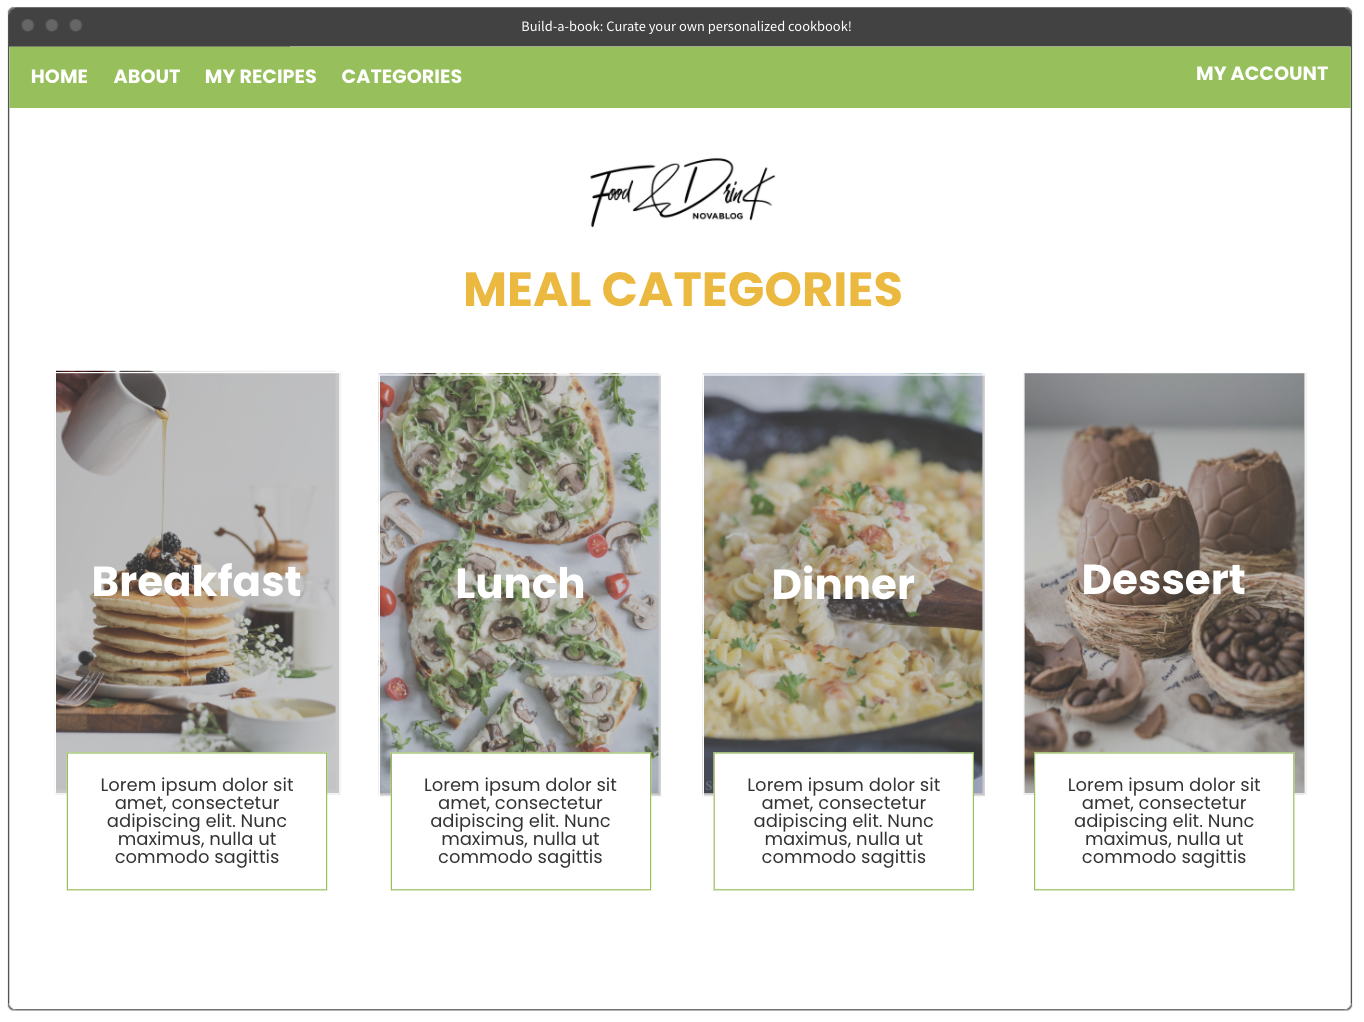 Build-a-book: Curate your own personalized cookbook!
HOME ABOUT MY RECIPES CATEGORIES MY ACCOUNT
Food & Drink
NOVABLOG
MEAL CATEGORIES
Breakfast
Lorem ipsum dolor sit
amet, consectetur
adipiscing elit. Nunc
maximus, nulla ut
commodo sagittis
Lunch
Lorem ipsum dolor sit
amet, consectetur
adipiscing elit. Nunc
maximus, nulla ut
commodo sagittis
Dinner
Lorem ipsum dolor sit
amet, consectetur
adipiscing elit. Nunc
maximus, nulla ut
commodo sagittis
Dessert
Lorem ipsum dolor sit
amet, consectetur
adipiscing elit. Nunc
maximus, nulla ut
commodo sagittis